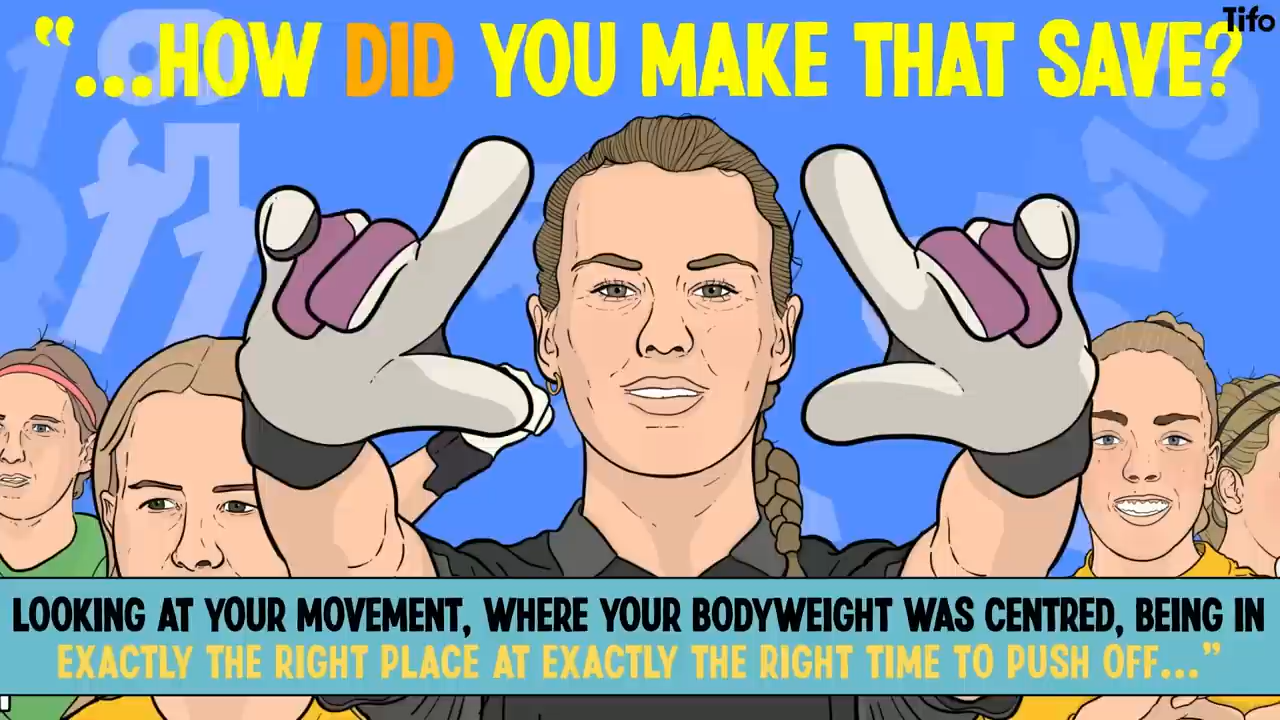 Tifo
"...HOW DID YOU MAKE THAT SAVE?
LOOKING AT YOUR MOVEMENT, WHERE YOUR BODYWEIGHT WAS CENTRED, BEING IN
EXACTLY THE RIGHT PLACE AT EXACTLY THE RIGHT TIME TO PUSH OFF..."